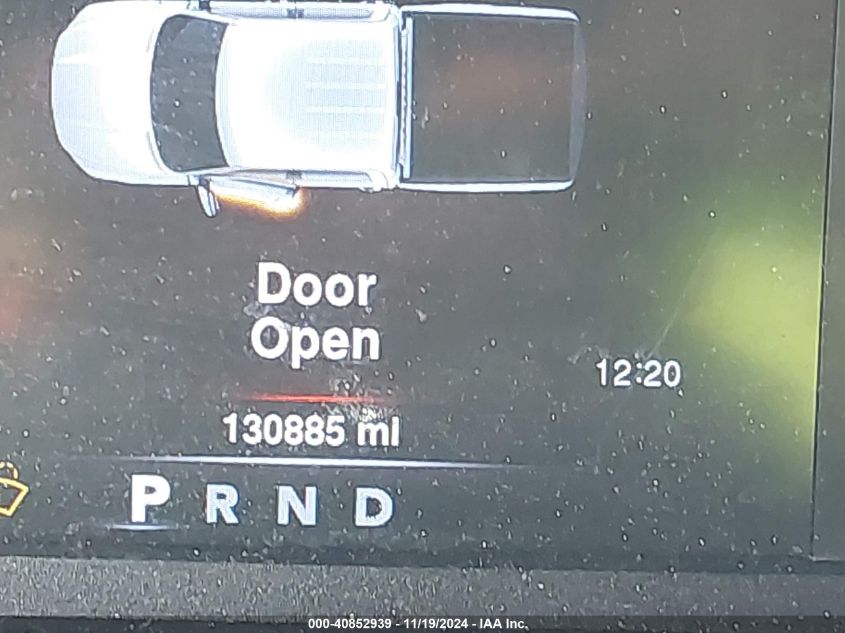 Door
Open
12:20
130885 mi
P R N D
000-40852939 - 11/19/2024 - IAA Inc.